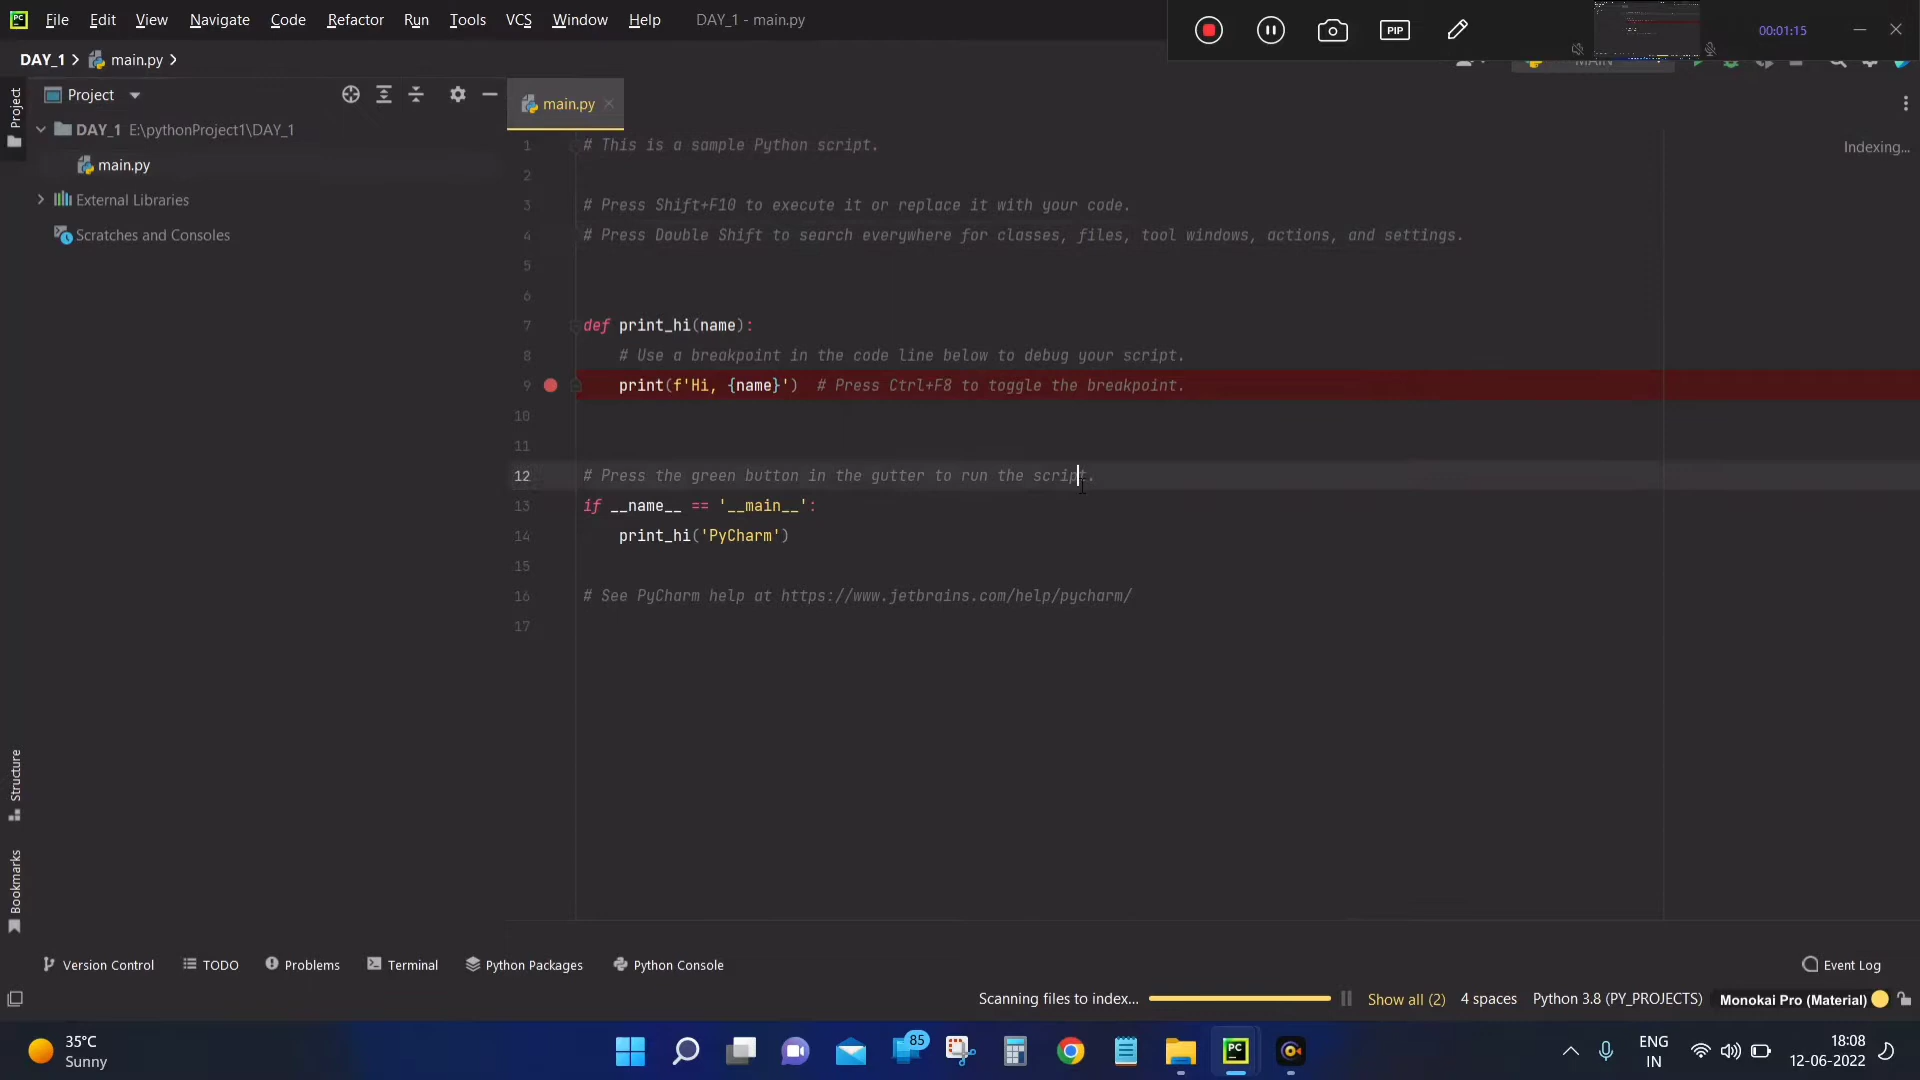 File Edit View Navigate Code Refactor Run Tools VCS Window Help DAY_1 - main.py
PIP
00:01:15
DAY_1 main.py
MAIN
Project
Project
main.py
DAY_1 E:\pythonProject1\DAY_1
main.py
External Libraries
Scratches and Consoles
Indexing...
1 # This is a sample Python script.
2
3 # Press Shift+F10 to execute it or replace it with your code.
4 # Press Double Shift to search everywhere for classes, files, tool windows, actions, and settings.
5
6
7 def print_hi(name):
8 # Use a breakpoint in the code line below to debug your script.
9 print(f'Hi, {name}') # Press Ctrl+F8 to toggle the breakpoint.
10
11
12 # Press the green button in the gutter to run the script.
13 if __name__ == '__main__':
14 print_hi('PyCharm')
15
16 # See PyCharm help at https://www.jetbrains.com/help/pycharm/
17
Structure
Bookmarks
Version Control TODO Problems Terminal Python Packages Python Console Event Log
Scanning files to index... Show all (2) 4 spaces Python 3.8 (PY_PROJECTS) Monokai Pro (Material)
35°C
Sunny
85
PC
ENG
IN
18:08
12-06-2022